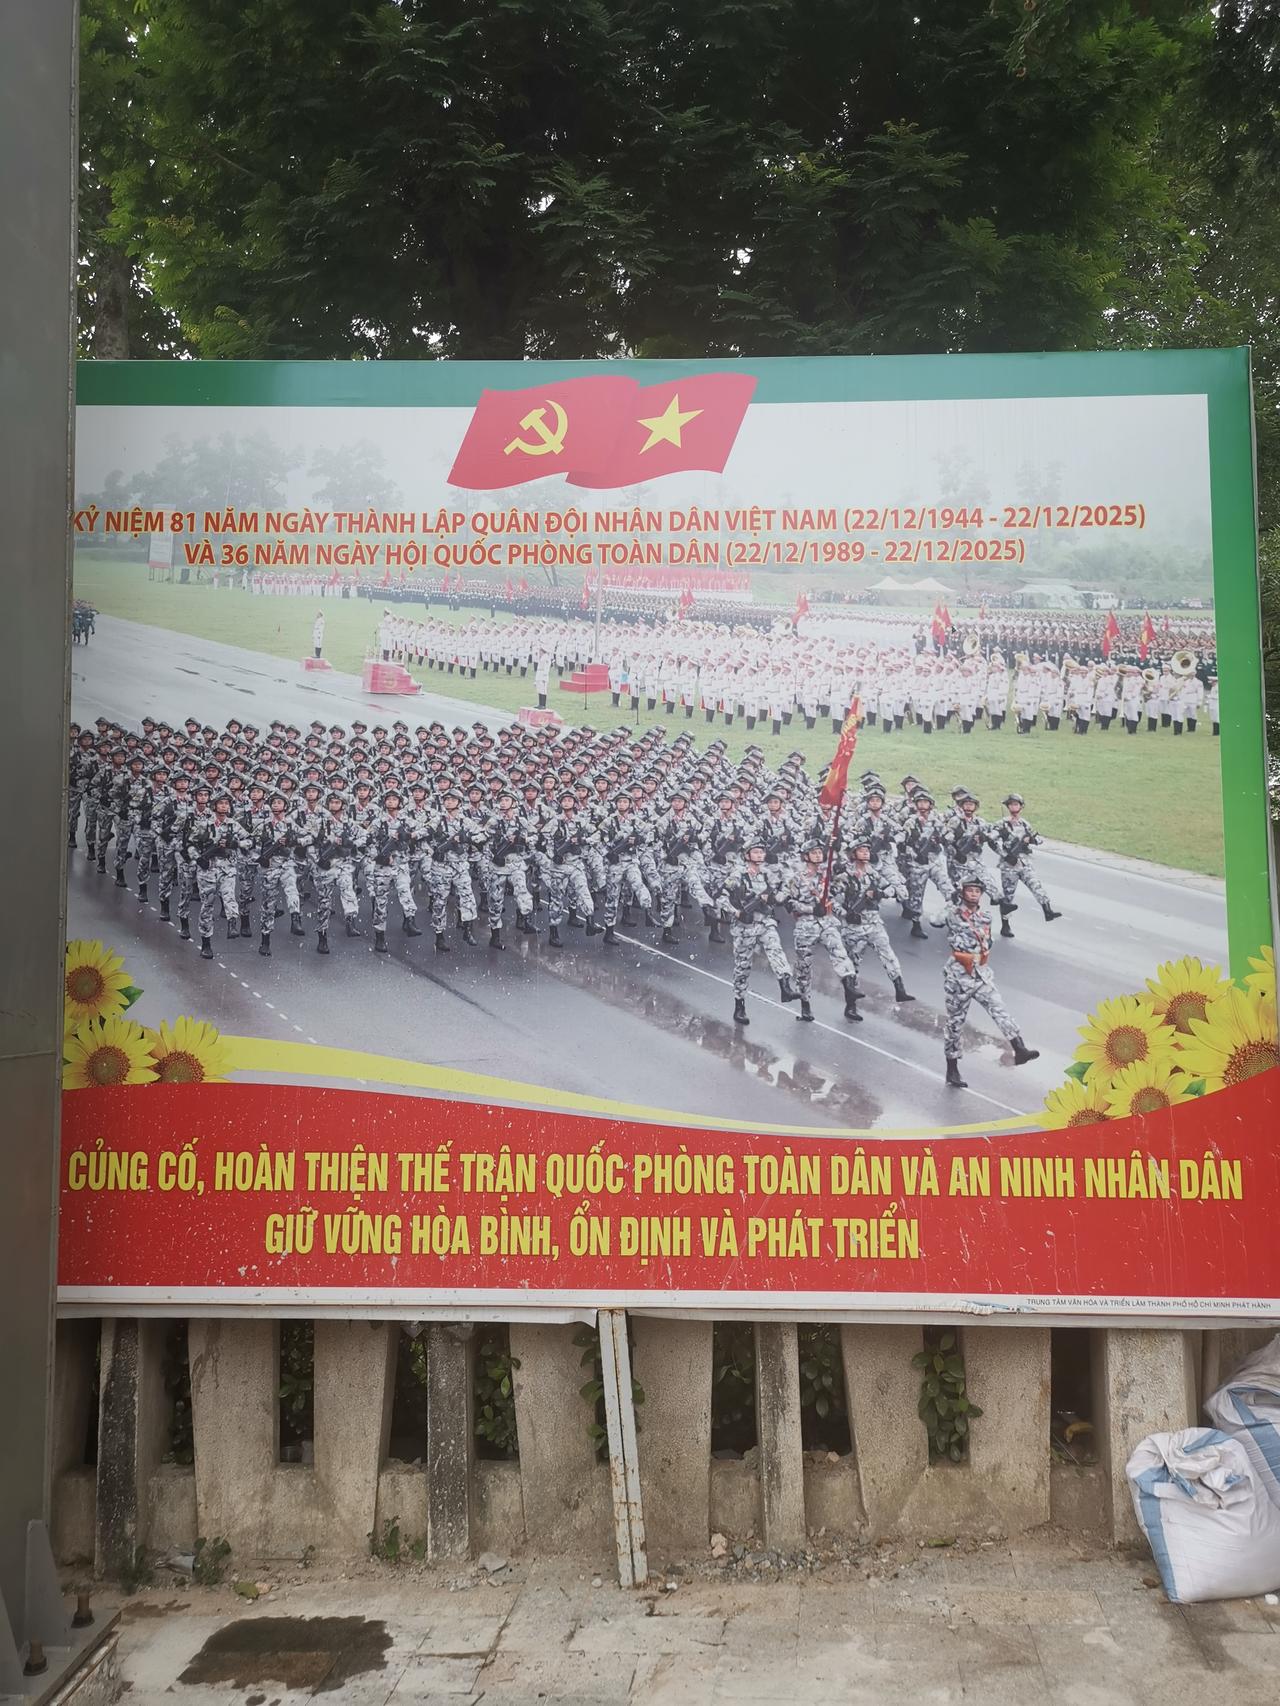 KỶ NIỆM 81 NĂM NGÀY THÀNH LẬP QUÂN ĐỘI NHÂN DÂN VIỆT NAM (22/12/1944 - 22/12/2025)
VÀ 36 NĂM NGÀY HỘI QUỐC PHÒNG TOÀN DÂN (22/12/1989 - 22/12/2025)
CỦNG CỐ, HOÀN THIỆN THẾ TRẬN QUỐC PHÒNG TOÀN DÂN VÀ AN NINH NHÂN DÂN
GIỮ VỮNG HÒA BÌNH, ỔN ĐỊNH VÀ PHÁT TRIỂN
TRUNG TÂM VĂN HÓA VÀ TRIỂN LÃM THÀNH PHỐ HỒ CHÍ MINH PHÁT HÀNH